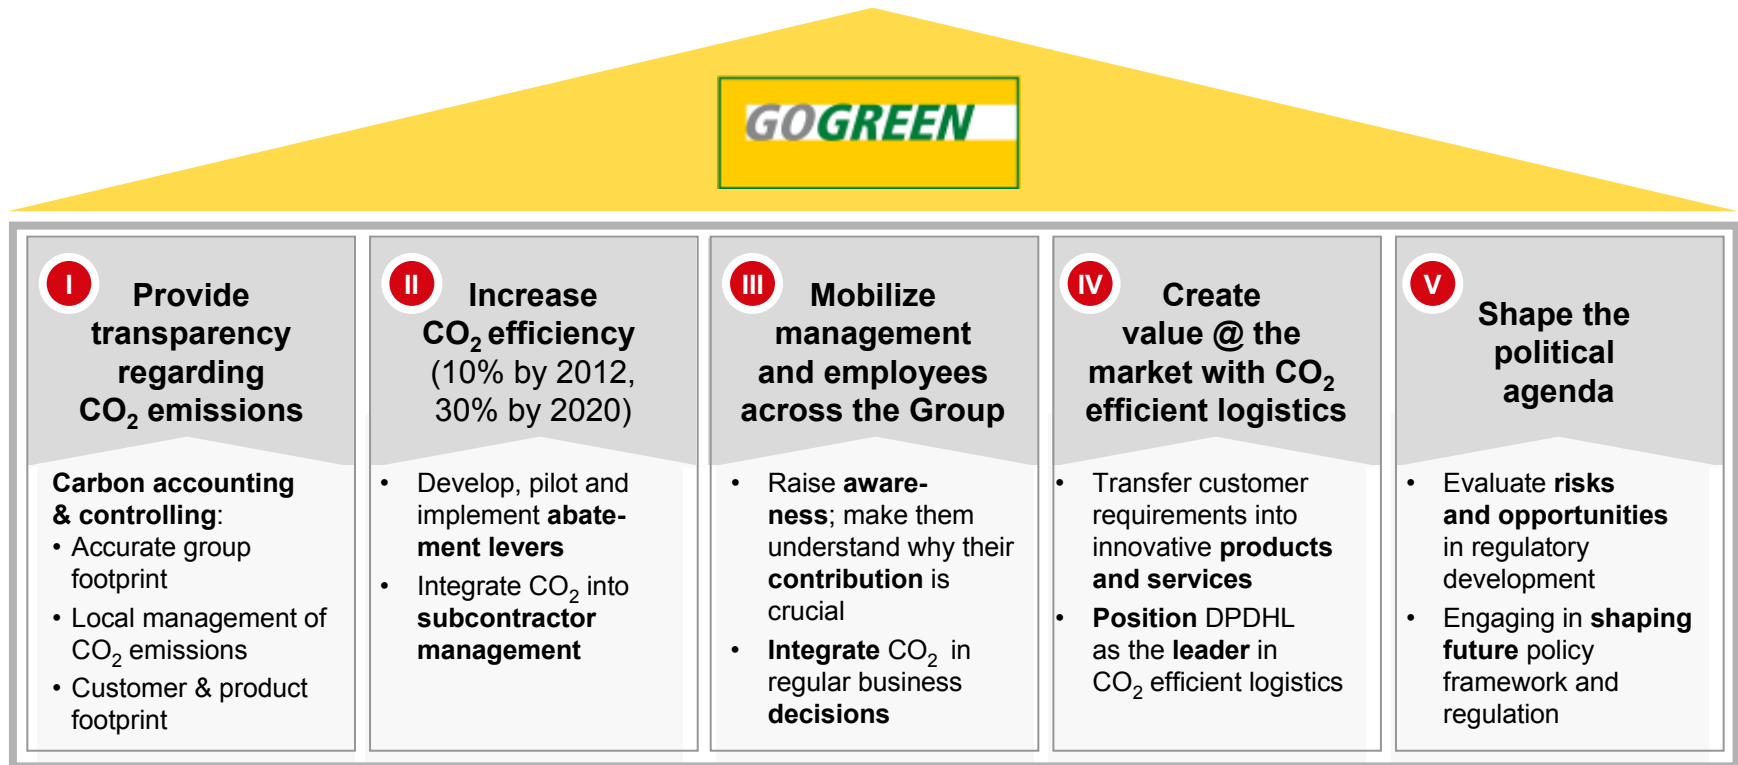 GOGREEN
I
Provide
transparency
regarding
CO₂ emissions
Carbon accounting
& controlling:
• Accurate group
footprint
• Local management of
CO₂ emissions
• Customer & product
footprint
II
Increase
CO₂ efficiency
(10% by 2012,
30% by 2020)
• Develop, pilot and
implement abate-
ment levers
• Integrate CO₂ into
subcontractor
management
III
Mobilize
management
and employees
across the Group
• Raise aware-
ness; make them
understand why their
contribution is
crucial
• Integrate CO₂ in
regular business
decisions
IV
Create
value @ the
market with CO₂
efficient logistics
• Transfer customer
requirements into
innovative products
and services
• Position DPDHL
as the leader in
CO₂ efficient logistics
V
Shape the
political
agenda
• Evaluate risks
and opportunities
in regulatory
development
• Engaging in shaping
future policy
framework and
regulation